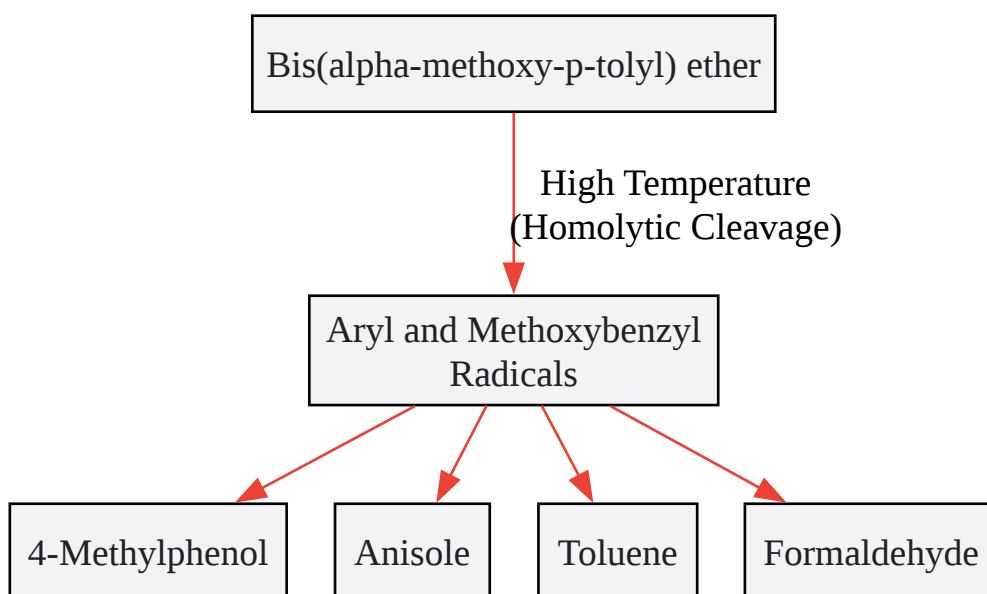 Bis(alpha-methoxy-p-tolyl) ether
High Temperature
(Homolytic Cleavage)
Aryl and Methoxybenzyl
Radicals
4-Methylphenol
Anisole
Toluene
Formaldehyde